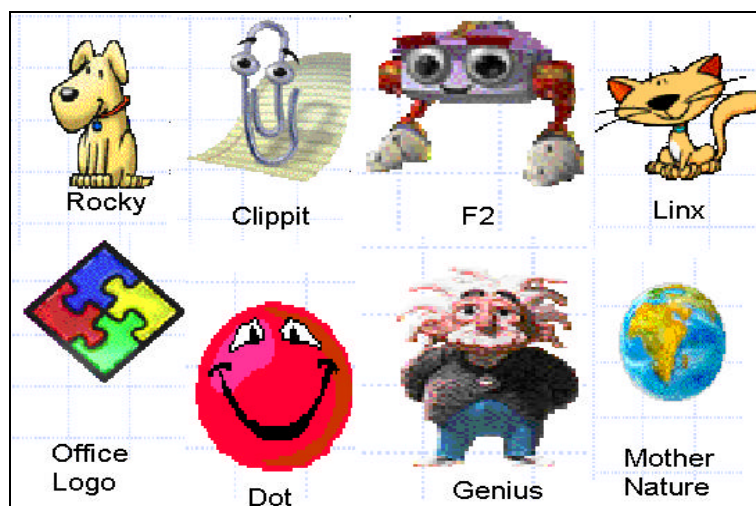 Rocky
Clippit
F2
Linx
Office
Logo
Dot
Genius
Mother
Nature